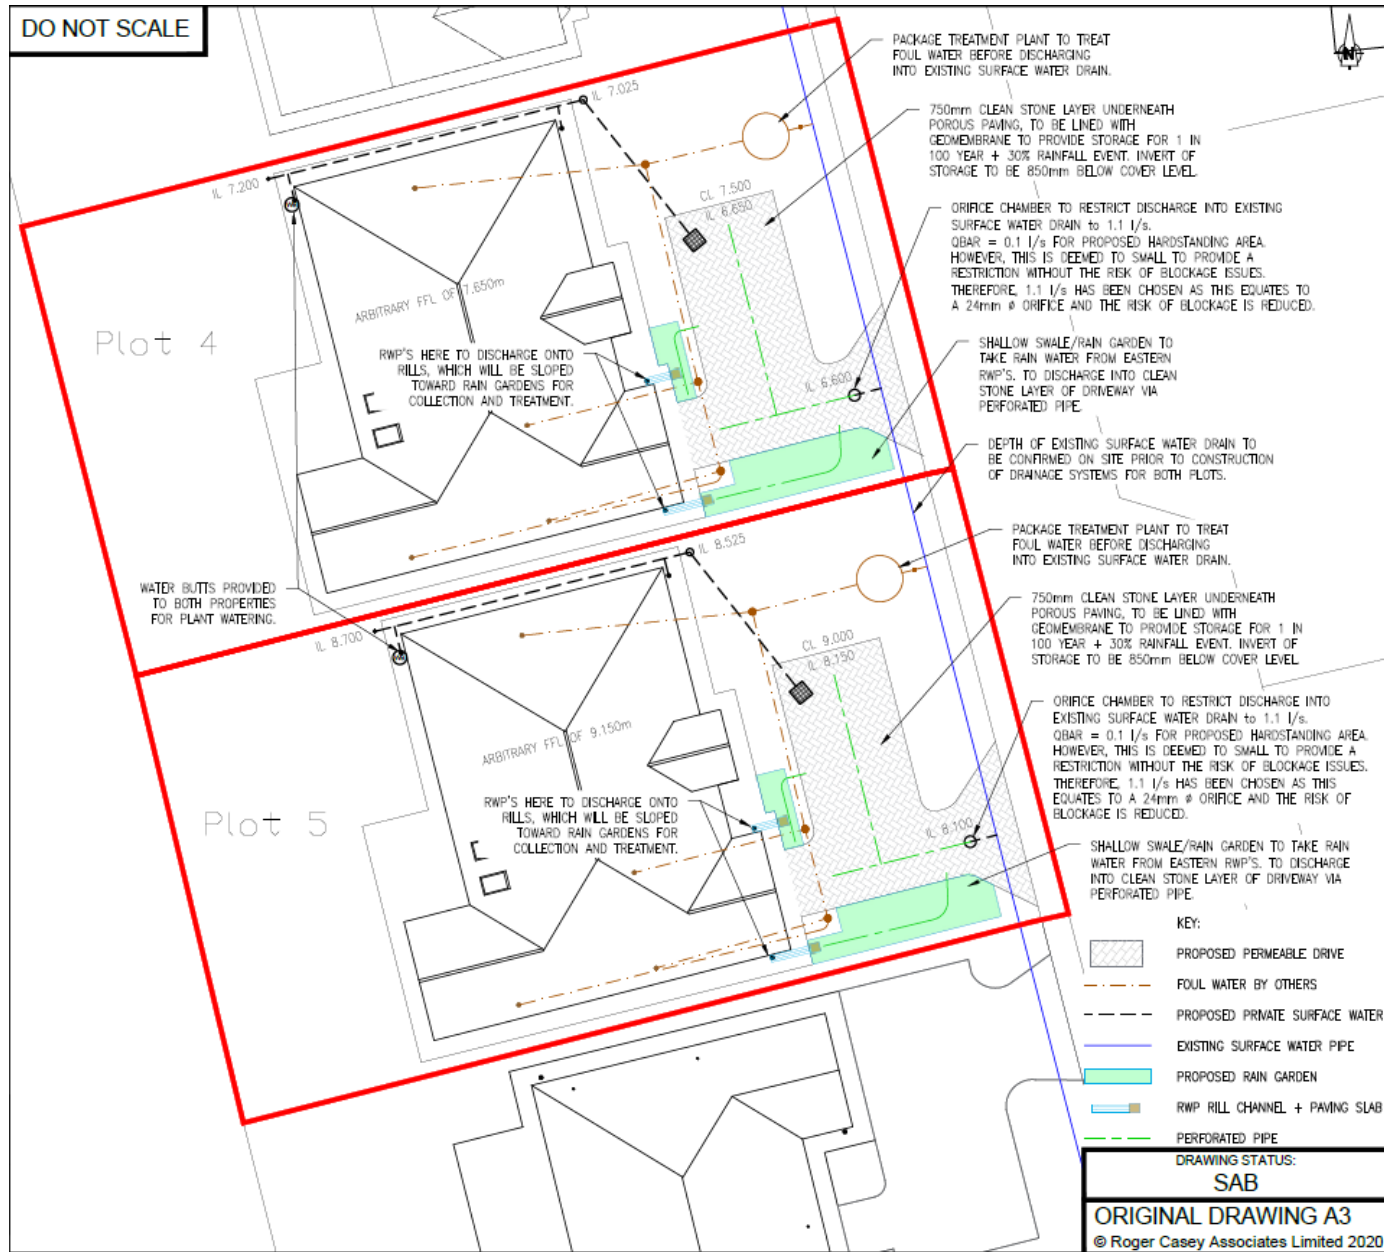 DO NOT SCALE
PACKAGE TREATMENT PLANT TO TREAT
FOUL WATER BEFORE DISCHARGING
INTO EXISTING SURFACE WATER DRAIN.
N
750mm CLEAN STONE LAYER UNDERNEATH
POROUS PAVING, TO BE LINED WITH
GEOMEMBRANE TO PROVIDE STORAGE FOR 1 IN
100 YEAR + 30% RAINFALL EVENT. INVERT OF
STORAGE TO BE 850mm BELOW COVER LEVEL.
IL 7.025
IL 7.200
CL 7.500
IL 6.650
ORIFICE CHAMBER TO RESTRICT DISCHARGE INTO EXISTING
SURFACE WATER DRAIN to 1.1 l/s.
QBAR = 0.1 l/s FOR PROPOSED HARDSTANDING AREA.
HOWEVER, THIS IS DEEMED TO SMALL TO PROVIDE A
RESTRICTION WITHOUT THE RISK OF BLOCKAGE ISSUES.
THEREFORE, 1.1 l/s HAS BEEN CHOSEN AS THIS EQUATES TO
A 24mm ø ORIFICE AND THE RISK OF BLOCKAGE IS REDUCED.
ARBITRARY FFL OF 7.650m
Plot 4
RWP'S HERE TO DISCHARGE ONTO
RILLS, WHICH WILL BE SLOPED
TOWARD RAIN GARDENS FOR
COLLECTION AND TREATMENT.
IL 6.600
SHALLOW SWALE/RAIN GARDEN TO
TAKE RAIN WATER FROM EASTERN
RWP'S. TO DISCHARGE INTO CLEAN
STONE LAYER OF DRIVEWAY VIA
PERFORATED PIPE.
DEPTH OF EXISTING SURFACE WATER DRAIN TO
BE CONFIRMED ON SITE PRIOR TO CONSTRUCTION
OF DRAINAGE SYSTEMS FOR BOTH PLOTS.
PACKAGE TREATMENT PLANT TO TREAT
FOUL WATER BEFORE DISCHARGING
INTO EXISTING SURFACE WATER DRAIN.
WATER BUTTS PROVIDED
TO BOTH PROPERTIES
FOR PLANT WATERING.
IL 8.525
IL 8.700
750mm CLEAN STONE LAYER UNDERNEATH
POROUS PAVING, TO BE LINED WITH
GEOMEMBRANE TO PROVIDE STORAGE FOR 1 IN
100 YEAR + 30% RAINFALL EVENT. INVERT OF
STORAGE TO BE 850mm BELOW COVER LEVEL
CL 9.000
IL 8.150
ORIFICE CHAMBER TO RESTRICT DISCHARGE INTO
EXISTING SURFACE WATER DRAIN to 1.1 l/s.
QBAR = 0.1 l/s FOR PROPOSED HARDSTANDING AREA.
HOWEVER, THIS IS DEEMED TO SMALL TO PROVIDE A
RESTRICTION WITHOUT THE RISK OF BLOCKAGE ISSUES.
THEREFORE, 1.1 l/s HAS BEEN CHOSEN AS THIS
EQUATES TO A 24mm ø ORIFICE AND THE RISK OF
BLOCKAGE IS REDUCED.
ARBITRARY FFL OF 9.150m
Plot 5
RWP'S HERE TO DISCHARGE ONTO
RILLS, WHICH WILL BE SLOPED
TOWARD RAIN GARDENS FOR
COLLECTION AND TREATMENT.
IL 8.100
SHALLOW SWALE/RAIN GARDEN TO TAKE RAIN
WATER FROM EASTERN RWP'S. TO DISCHARGE
INTO CLEAN STONE LAYER OF DRIVEWAY VIA
PERFORATED PIPE.
KEY:
PROPOSED PERMEABLE DRIVE
FOUL WATER BY OTHERS
PROPOSED PRIVATE SURFACE WATER
EXISTING SURFACE WATER PIPE
PROPOSED RAIN GARDEN
RWP RILL CHANNEL + PAVING SLAB
PERFORATED PIPE
DRAWING STATUS:
SAB
ORIGINAL DRAWING A3
© Roger Casey Associates Limited 2020